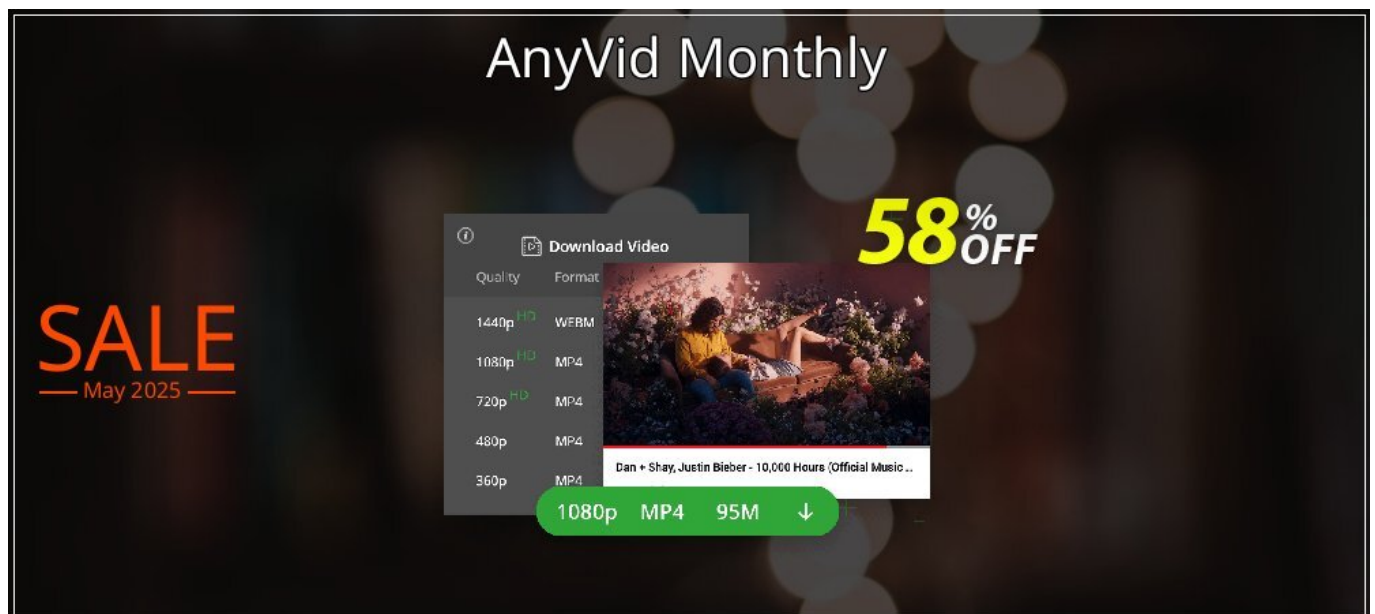 AnyVid Monthly
58% OFF
SALE
May 2025
Download Video
Quality Format
1440p HD WEBM
1080p HD MP4
720p HD MP4
480p MP4
360p MP4
Dan + Shay, Justin Bieber - 10,000 Hours (Official Music ...
1080p MP4 95M